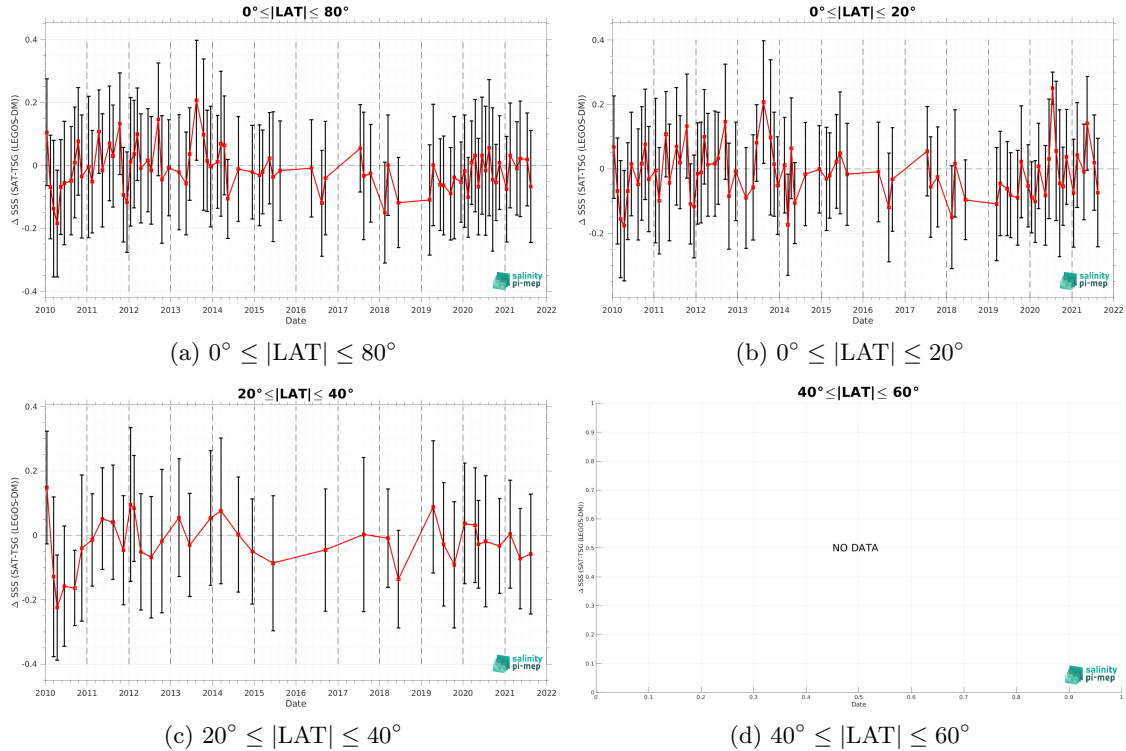 0°≤|LAT|≤ 80°
0.4
0.2
0
-0.2
-0.4
Δ SSS (SAT-TSG (LEGOS-DM))
2010 2011 2012 2013 2014 2015 2016 2017 2018 2019 2020 2021 2022
Date
salinity
pi-mep
(a) 0° ≤ |LAT| ≤ 80°
0°≤|LAT|≤ 20°
0.4
0.2
0
-0.2
Δ SSS (SAT-TSG (LEGOS-DM))
2010 2011 2012 2013 2014 2015 2016 2017 2018 2019 2020 2021 2022
Date
salinity
pi-mep
(b) 0° ≤ |LAT| ≤ 20°
20°≤|LAT|≤ 40°
0.4
0.2
0
-0.2
-0.4
Δ SSS (SAT-TSG (LEGOS-DM))
2010 2011 2012 2013 2014 2015 2016 2017 2018 2019 2020 2021 2022
Date
salinity
pi-mep
(c) 20° ≤ |LAT| ≤ 40°
40°≤|LAT|≤ 60°
1
0.9
0.8
0.7
0.6
0.5
0.4
0.3
0.2
0.1
0
Δ SSS (SAT-TSG (LEGOS-DM))
NO DATA
0 0.1 0.2 0.3 0.4 0.5 0.6 0.7 0.8 0.9 1
Date
salinity
pi-mep
(d) 40° ≤ |LAT| ≤ 60°